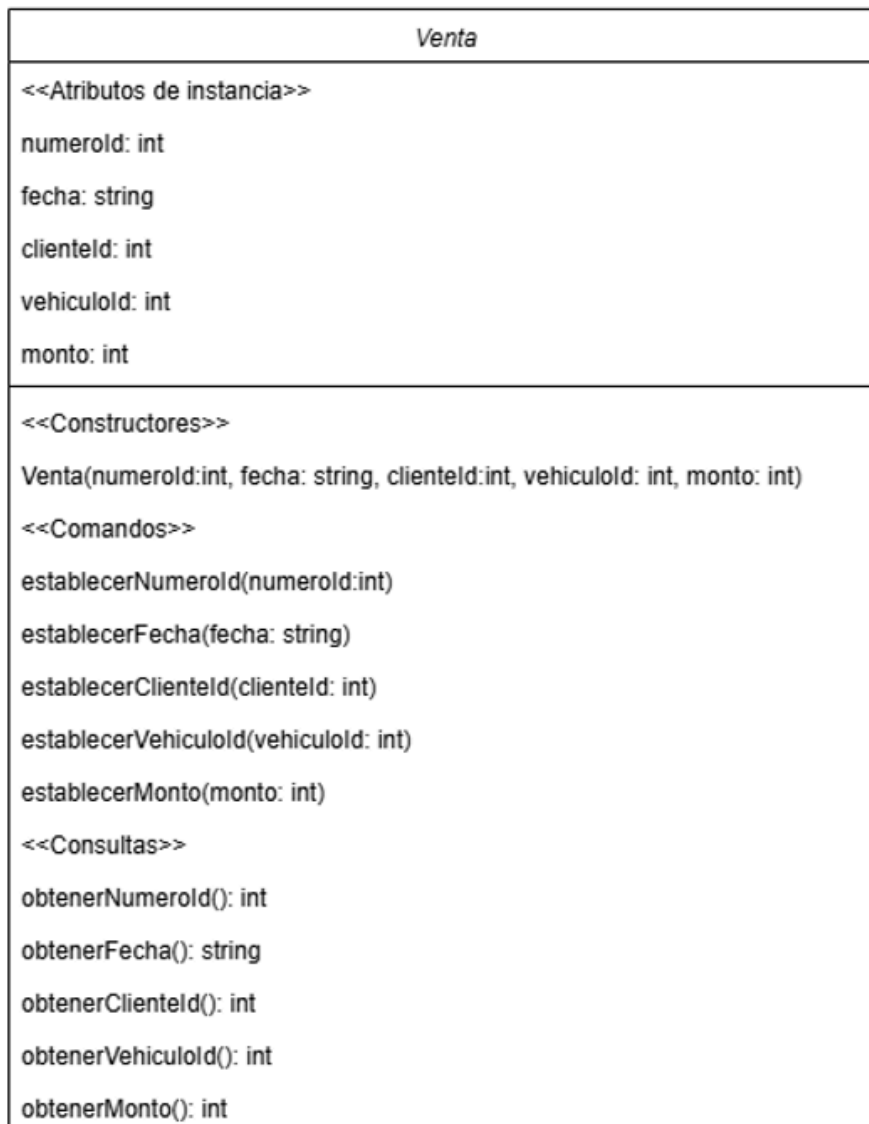 Venta
<<Atributos de instancia>>
numeroId: int
fecha: string
clienteId: int
vehiculoId: int
monto: int
<<Constructores>>
Venta(numeroId:int, fecha: string, clienteId:int, vehiculoId: int, monto: int)
<<Comandos>>
establecerNumeroId(numeroId:int)
establecerFecha(fecha: string)
establecerClienteId(clienteId: int)
establecerVehiculoId(vehiculoId: int)
establecerMonto(monto: int)
<<Consultas>>
obtenerNumeroId(): int
obtenerFecha(): string
obtenerClienteId(): int
obtenerVehiculoId(): int
obtenerMonto(): int